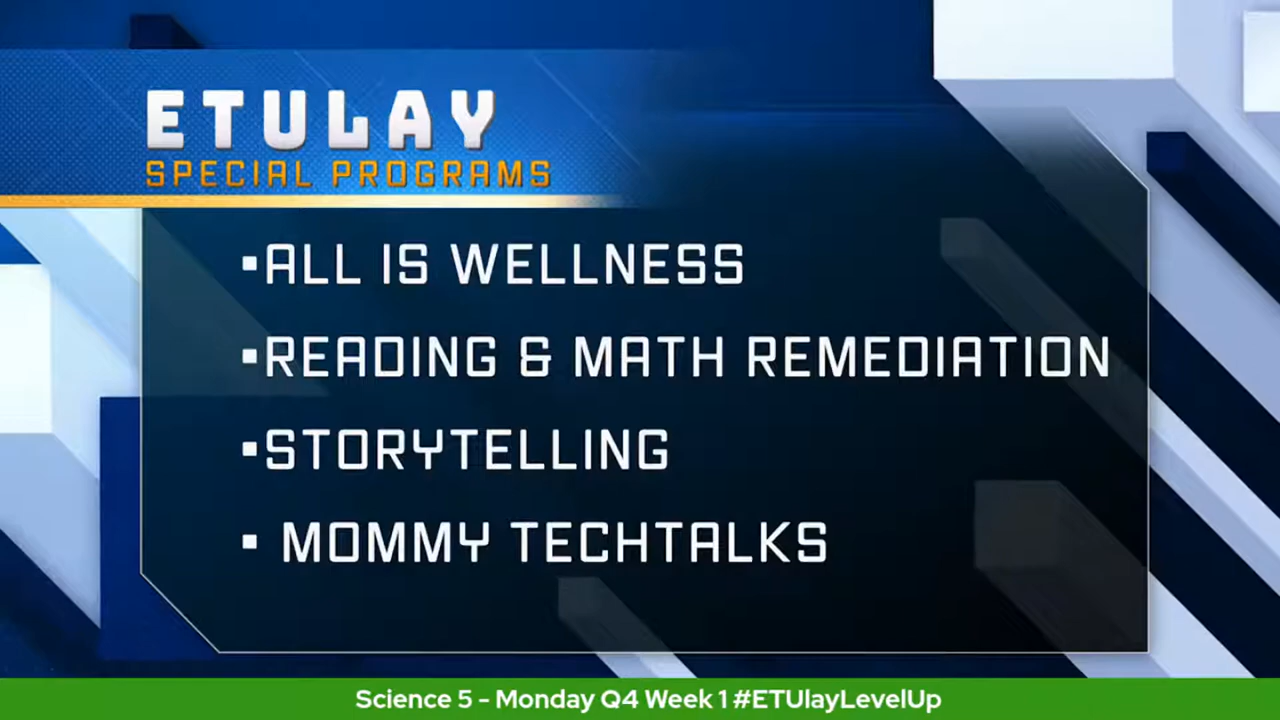 ETULAY
SPECIAL PROGRAMS
▪ALL IS WELLNESS
▪READING & MATH REMEDIATION
▪STORYTELLING
▪ MOMMY TECHTALKS
Science 5 - Monday Q4 Week 1 #ETUlayLevelUp